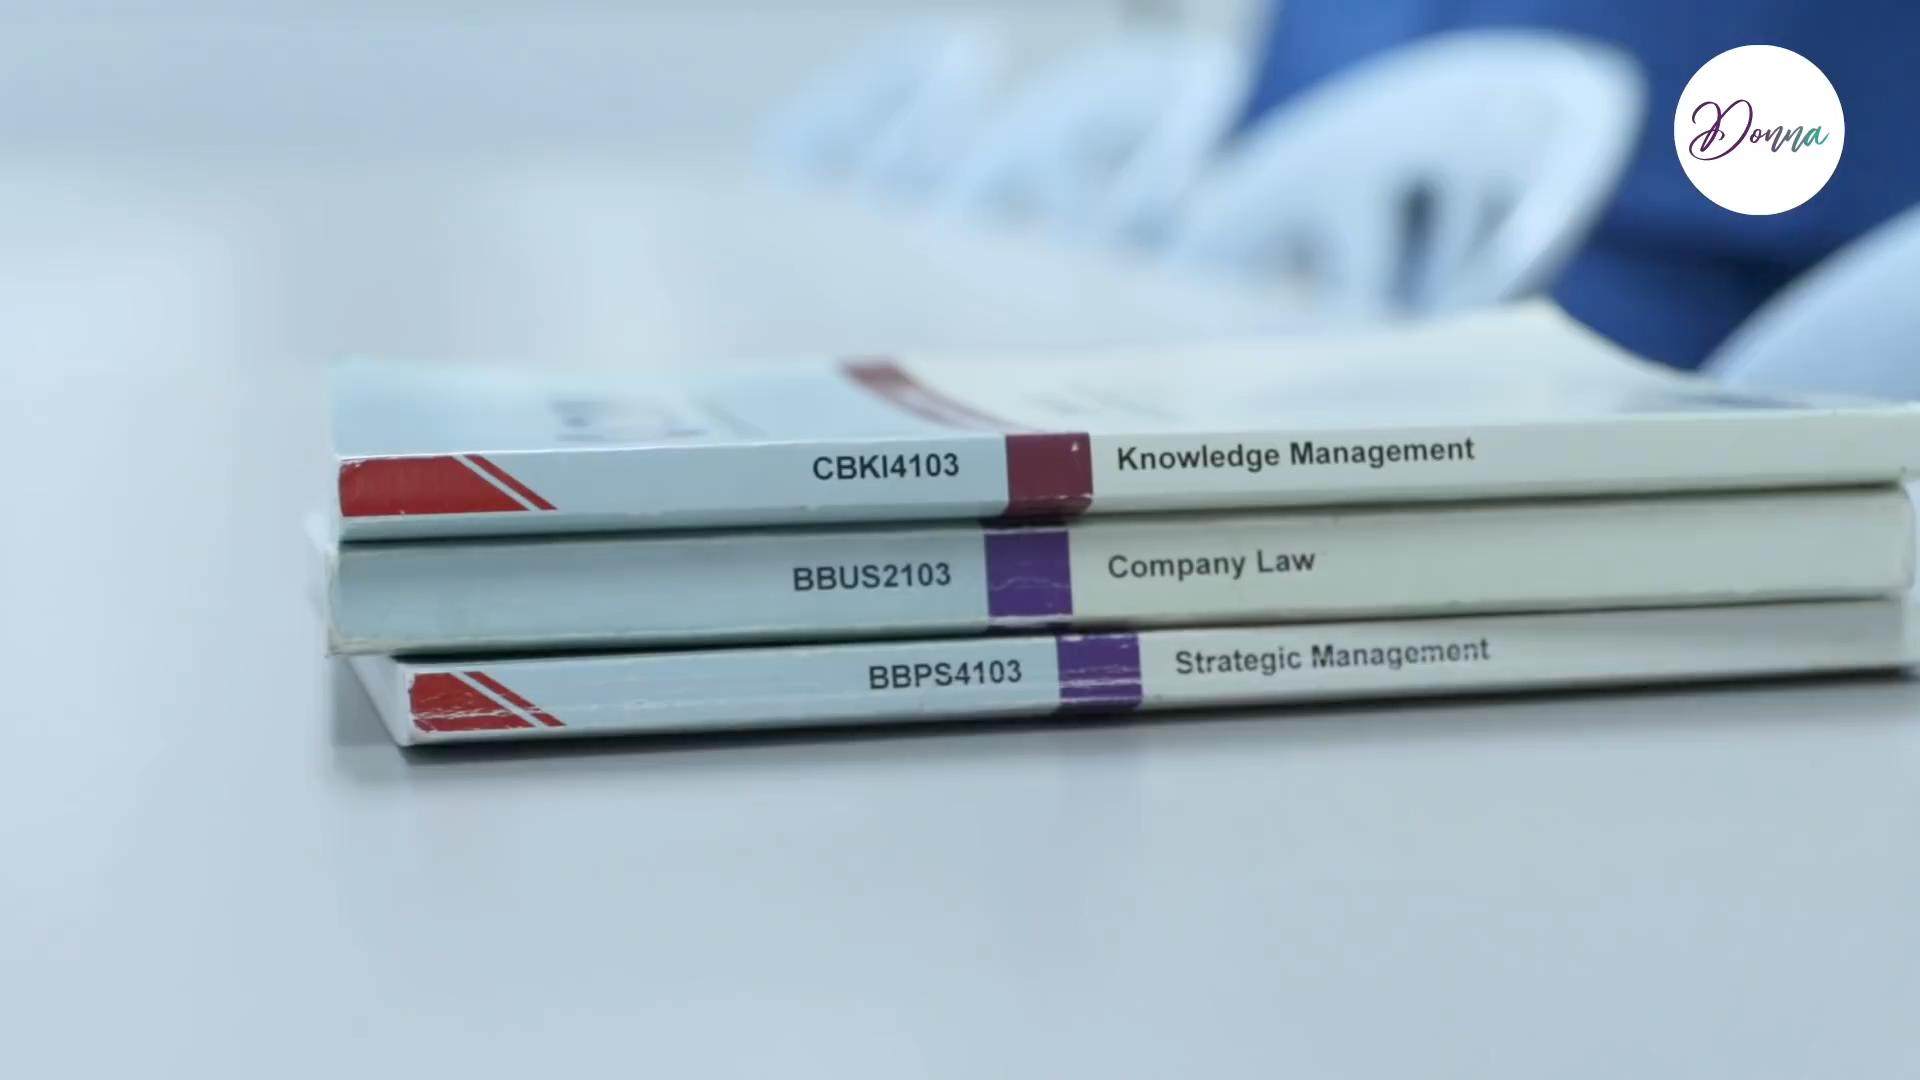 Donna
CBKI4103 Knowledge Management
BBUS2103 Company Law
BBPS4103 Strategic Management